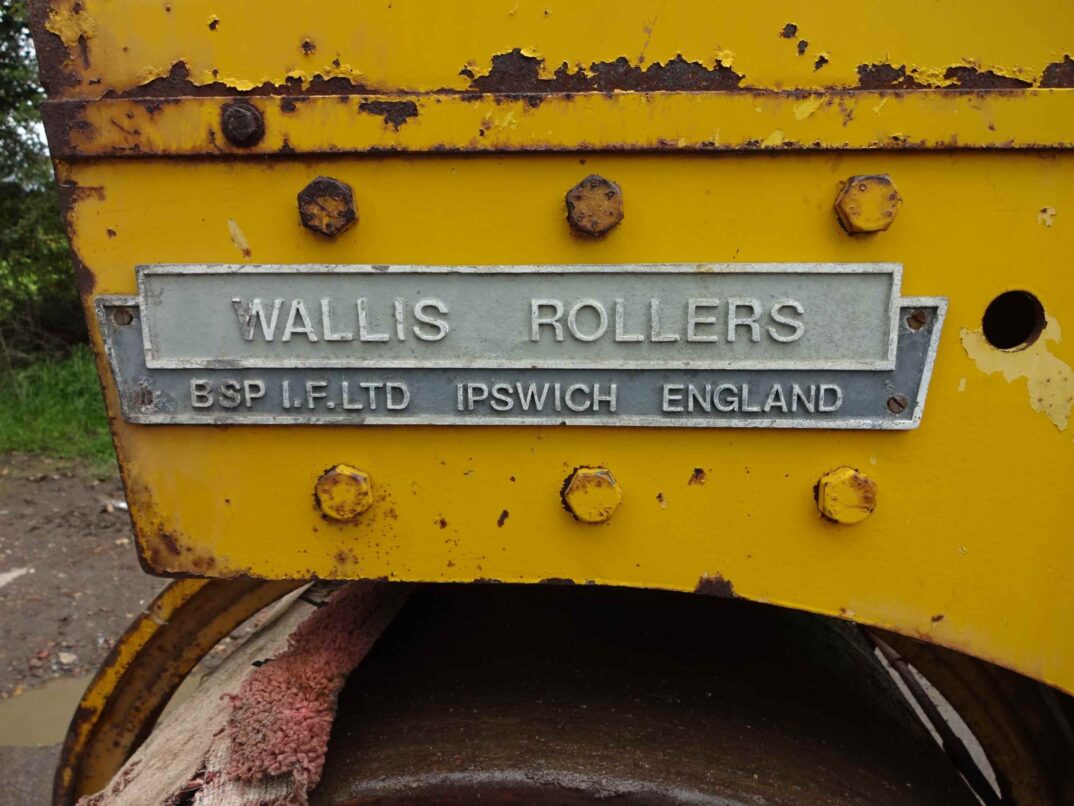 WALLIS ROLLERS
BSP I.F.LTD IPSWICH ENGLAND